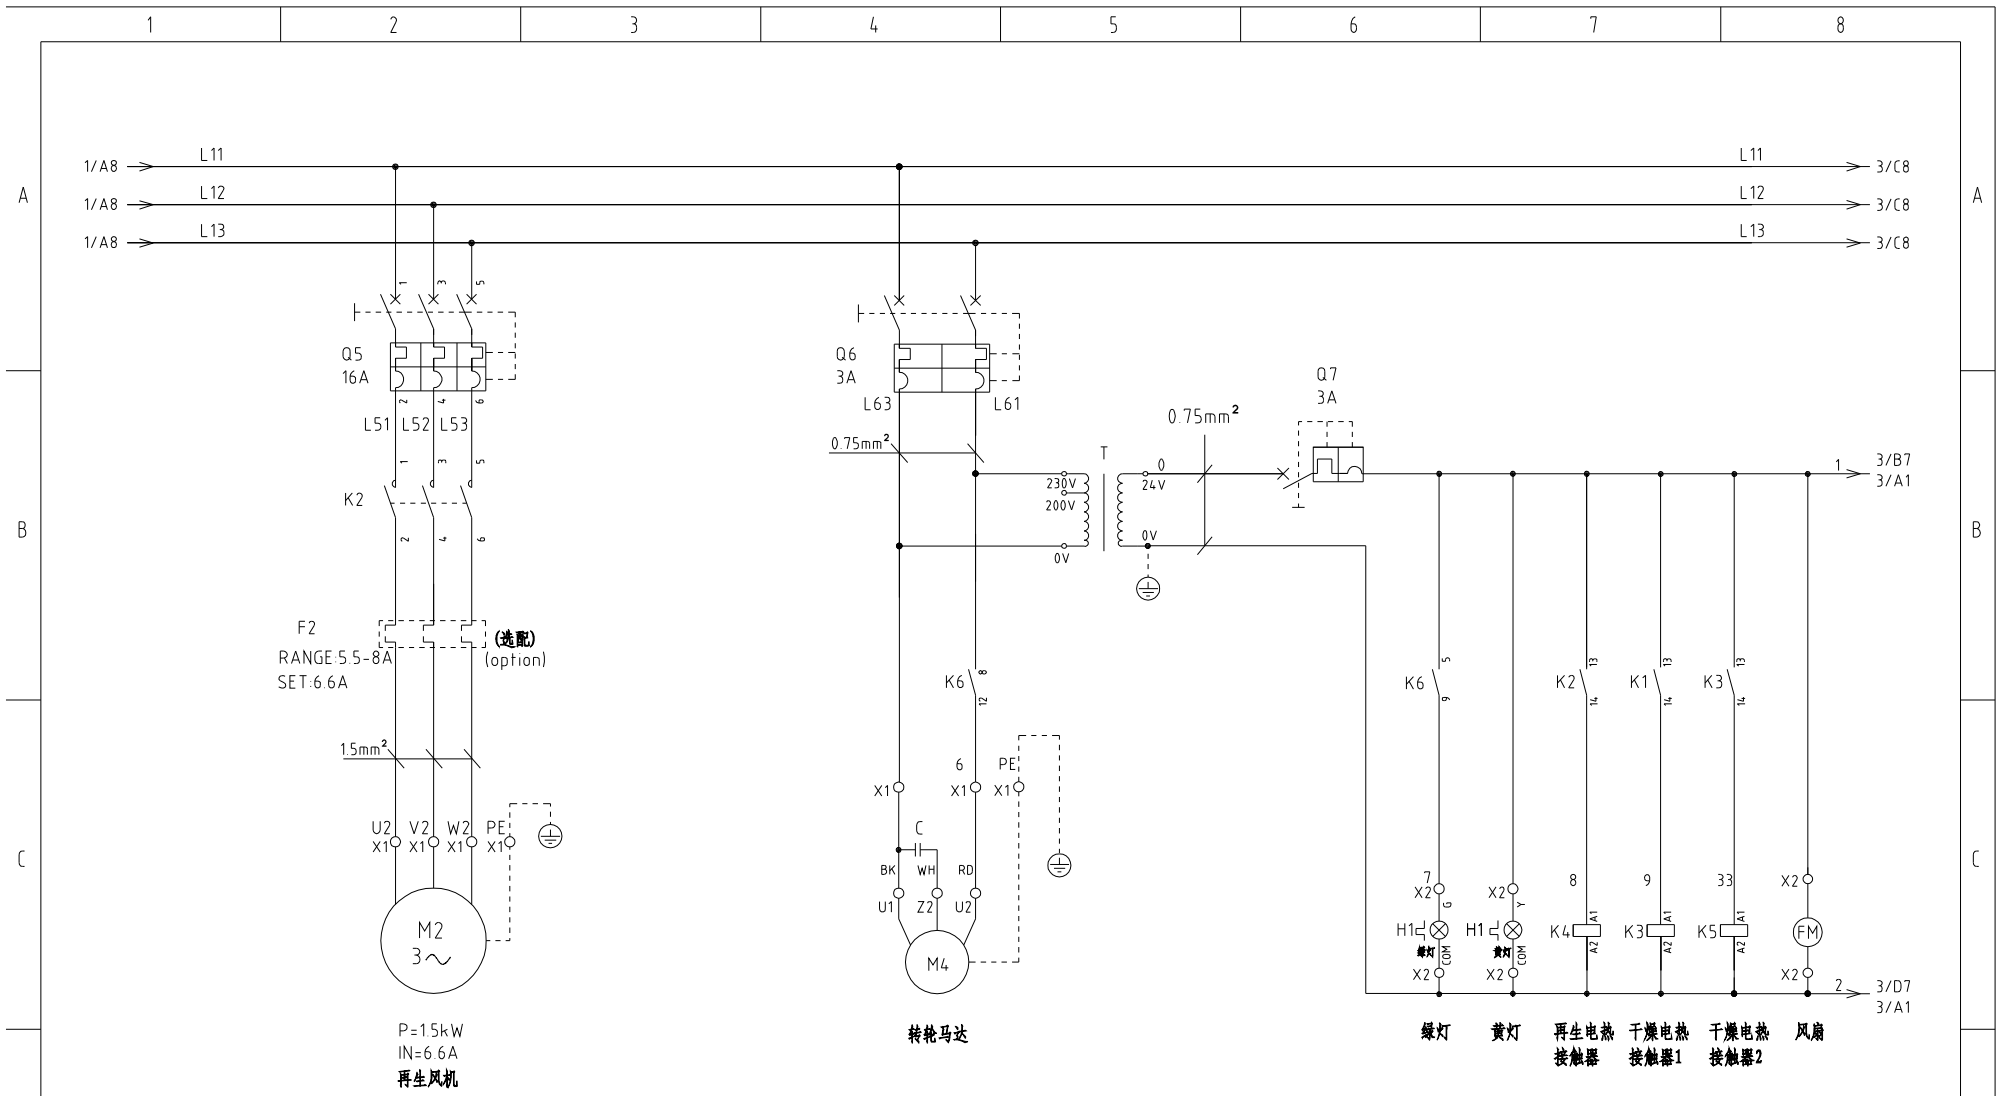 1 2 3 4 5 6 7 8
A A
B B
C C
1/A8 L11 L11 3/C8
1/A8 L12 L12 3/C8
1/A8 L13 L13 3/C8
1 3 5
Q5
16A
2 4 6
L51 L52 L53
1 3 5
K2
2 4 6
F2
RANGE:5.5-8A
SET:6.6A
(选配)
(option)
1.5mm²
U2 V2 W2 PE
X1 X1 X1 X1
M2
3~
P=1.5kW
IN=6.6A
再生风机
Q6
3A
L63 L61
0.75mm²
K6 8
12
6 PE
X1 X1 X1
C
BK WH RD
U1 Z2 U2
M4
转轮马达
T
230V
200V
0V
0
24V
0V
0.75mm²
Q7
3A
1 3/B7
3/A1
K6 5
9
K2 13
14
K1 13
14
K3 13
14
7
X2
G
H1
绿灯
COM
X2
X2
Y
H1
黄灯
COM
X2
8
K4 A1
A2
9
K3 A1
A2
33
K5 A1
A2
X2
FM
X2
2 3/D7
3/A1
绿灯
黄灯
再生电热
接触器
干燥电热
接触器1
干燥电热
接触器2
风扇